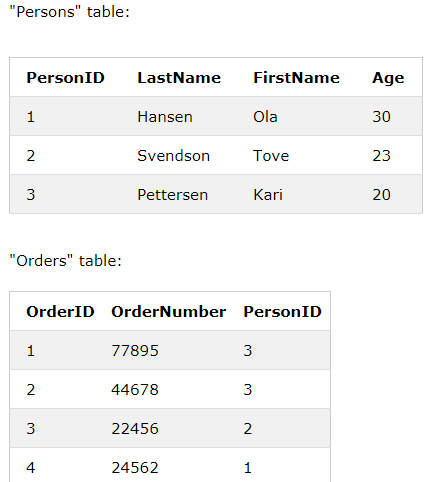 "Persons" table:
PersonID LastName FirstName Age
1 Hansen Ola 30
2 Svendson Tove 23
3 Pettersen Kari 20
"Orders" table:
OrderID OrderNumber PersonID
1 77895 3
2 44678 3
3 22456 2
4 24562 1